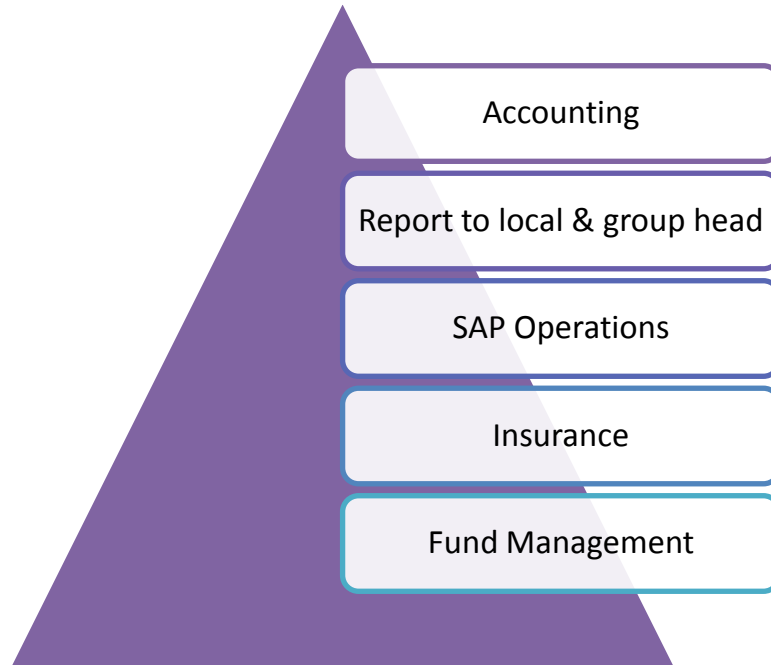 Accounting
Report to local & group head
SAP Operations
Insurance
Fund Management